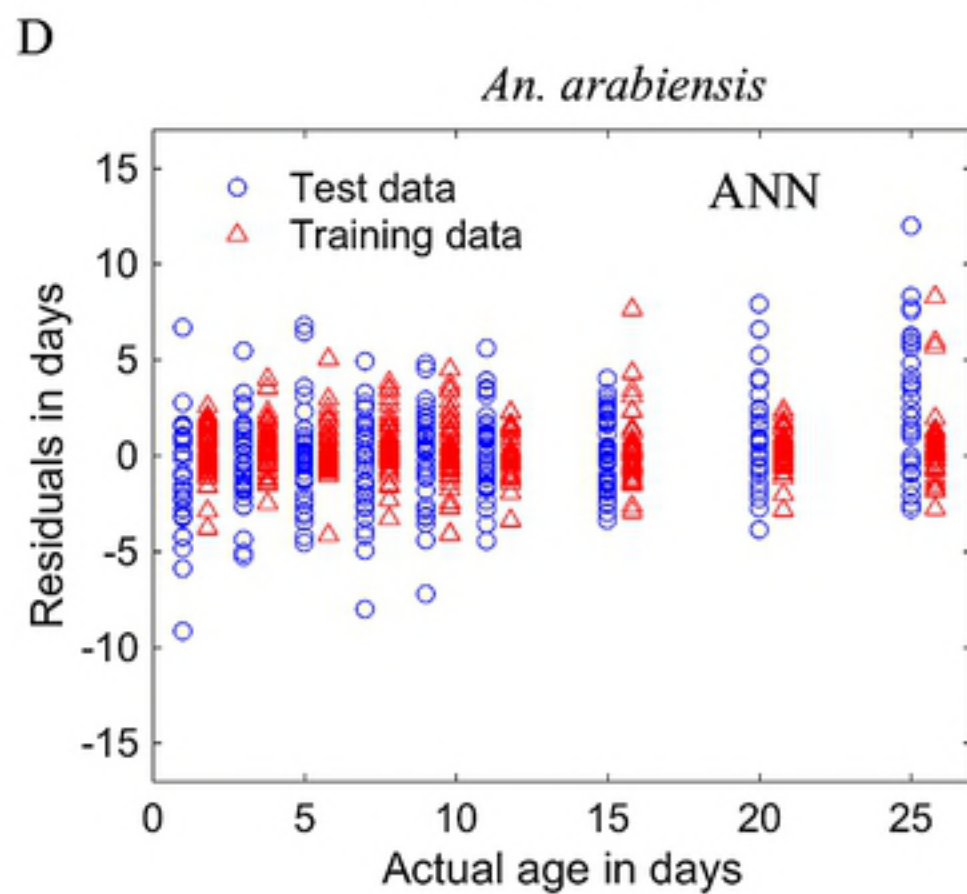 D
An. arabiensis
Test data
Training data
ANN
15
10
5
0
-5
-10
-15
Residuals in days
0 5 10 15 20 25
Actual age in days